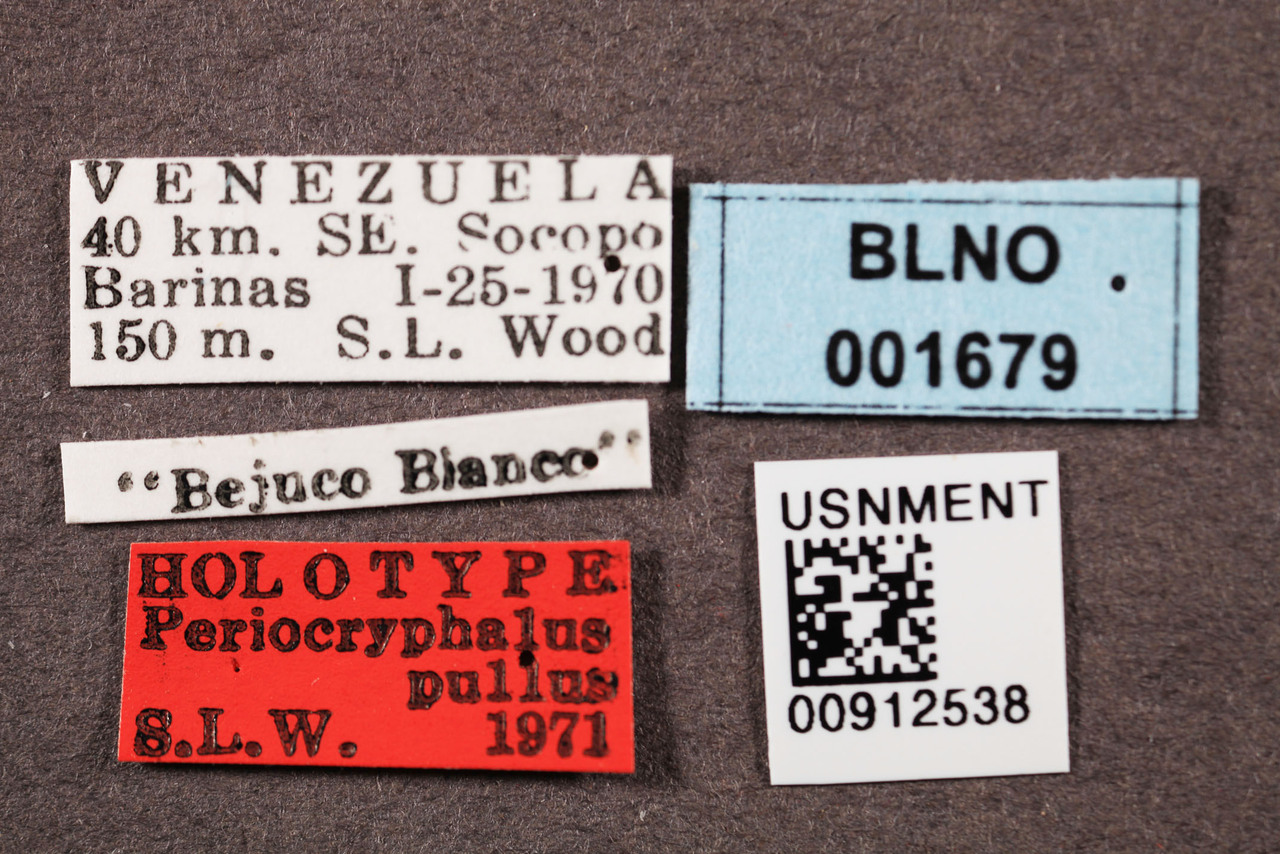 VENEZUELA
40 km. SE. Socopo
Barinas I-25-1970
150 m. S.L. Wood
BLNO
001679
“Bejuco Blanco”
HOLOTYPE
Periocryphalus
pullus
S.L.W. 1971
USNMENT
00912538